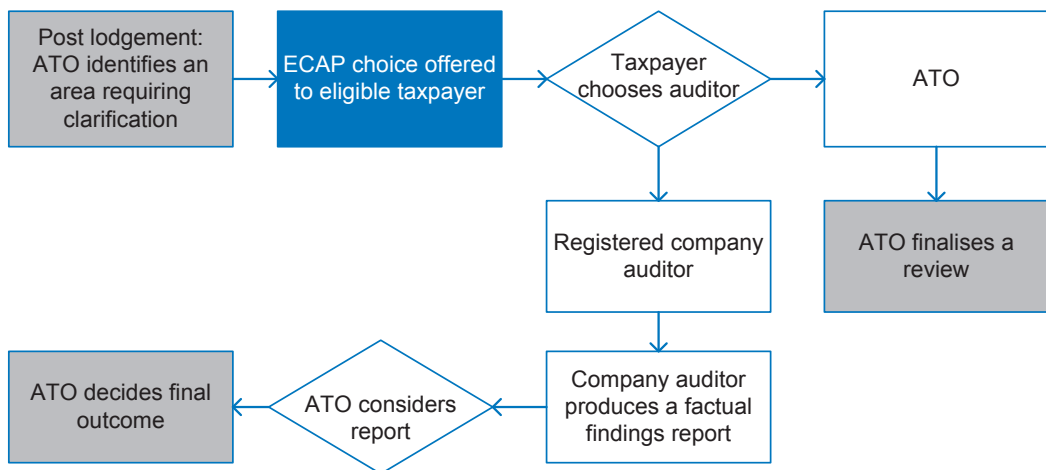 Post lodgement:
ATO identifies an
area requiring
clarification
ECAP choice offered
to eligible taxpayer
Taxpayer
chooses auditor
ATO
Registered company
auditor
ATO finalises a
review
Company auditor
produces a factual
findings report
ATO considers
report
ATO decides final
outcome